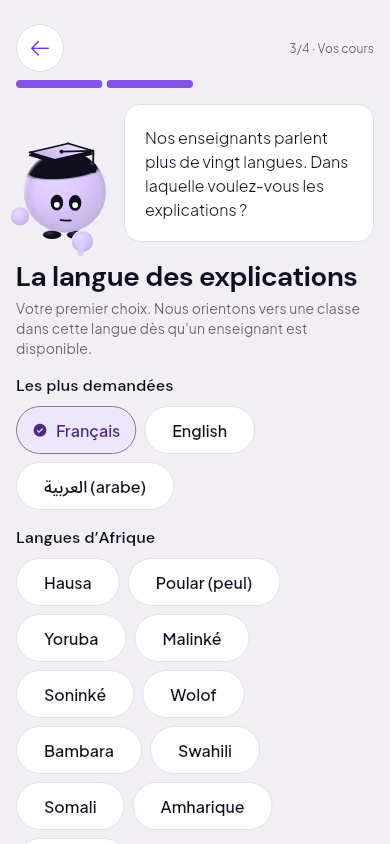 3/4 · Vos cours
Nos enseignants parlent
plus de vingt langues. Dans
laquelle voulez-vous les
explications ?
La langue des explications
Votre premier choix. Nous orientons vers une classe
dans cette langue dès qu'un enseignant est
disponible.
Les plus demandées
Français
English
العربية (arabe)
Langues d’Afrique
Hausa
Poular (peul)
Yoruba
Malinké
Soninké
Wolof
Bambara
Swahili
Somali
Amharique